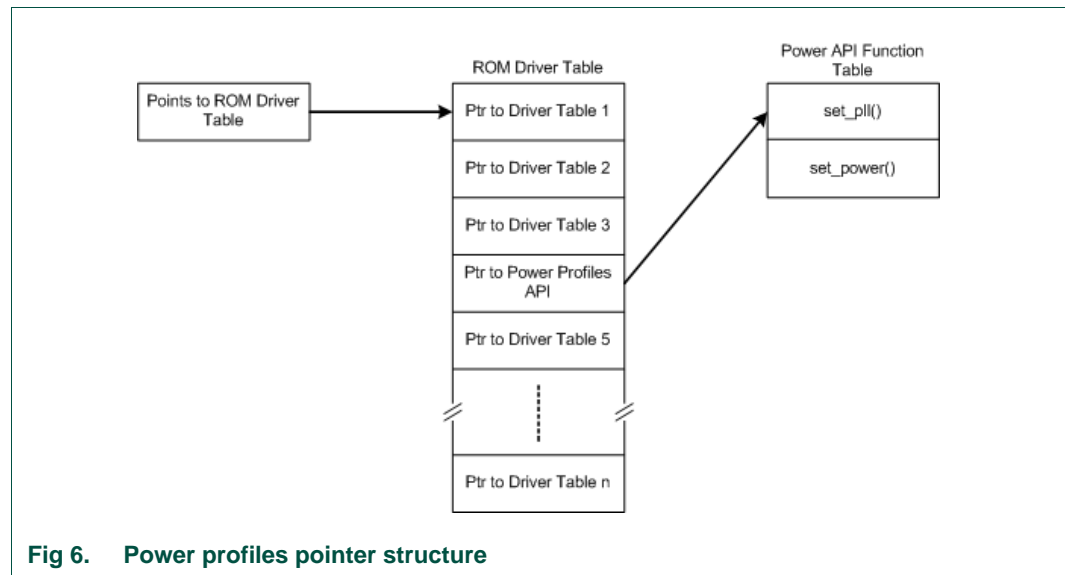 Points to ROM Driver
Table
ROM Driver Table
Ptr to Driver Table 1
Ptr to Driver Table 2
Ptr to Driver Table 3
Ptr to Power Profiles
API
Ptr to Driver Table 5
Ptr to Driver Table n
Power API Function
Table
set_pll()
set_power()
Fig 6. Power profiles pointer structure